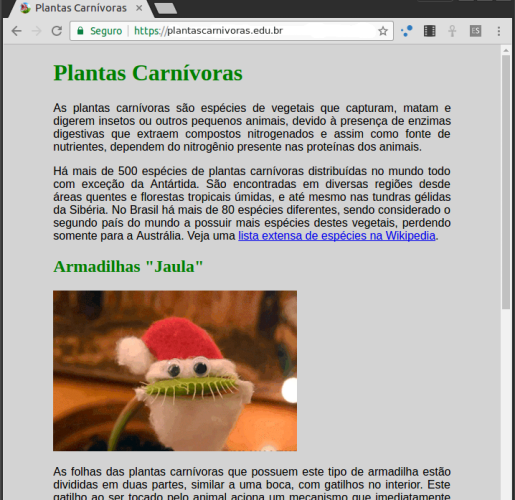 Plantas Carnívoras
Seguro | https://plantascarnivoras.edu.br
Plantas Carnívoras
As plantas carnívoras são espécies de vegetais que capturam, matam e
digerem insetos ou outros pequenos animais, devido à presença de enzimas
digestivas que extraem compostos nitrogenados e assim como fonte de
nutrientes, dependem do nitrogênio presente nas proteínas dos animais.
Há mais de 500 espécies de plantas carnívoras distribuídas no mundo todo
com exceção da Antártida. São encontradas em diversas regiões desde
áreas quentes e florestas tropicais úmidas, e até mesmo nas tundras gélidas
da Sibéria. No Brasil há mais de 80 espécies diferentes, sendo considerado o
segundo país do mundo a possuir mais espécies destes vegetais, perdendo
somente para a Austrália. Veja uma lista extensa de espécies na Wikipedia.
Armadilhas "Jaula"
As folhas das plantas carnívoras que possuem este tipo de armadilha estão
divididas em duas partes, similar a uma boca, com gatilhos no interior. Este
gatilho ao ser tocado pelo animal aciona um mecanismo que imediatamente